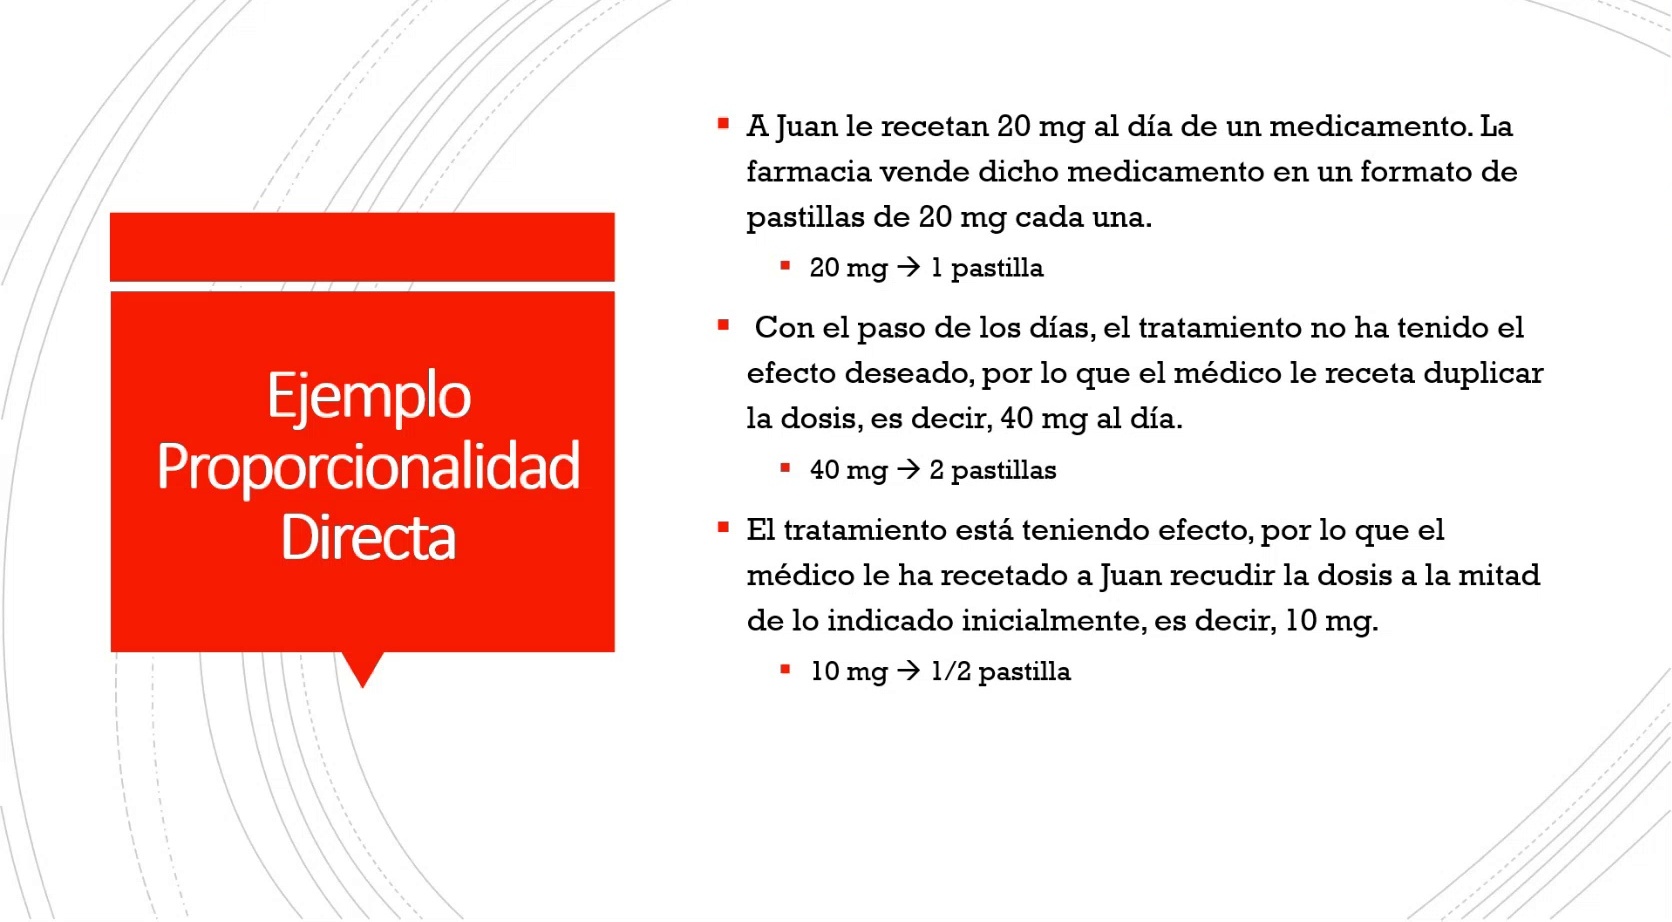 Ejemplo
Proporcionalidad
Directa
A Juan le recetan 20 mg al día de un medicamento. La
farmacia vende dicho medicamento en un formato de
pastillas de 20 mg cada una.
20 mg → 1 pastilla
Con el paso de los días, el tratamiento no ha tenido el
efecto deseado, por lo que el médico le receta duplicar
la dosis, es decir, 40 mg al día.
40 mg → 2 pastillas
El tratamiento está teniendo efecto, por lo que el
médico le ha recetado a Juan recudir la dosis a la mitad
de lo indicado inicialmente, es decir, 10 mg.
10 mg → 1/2 pastilla